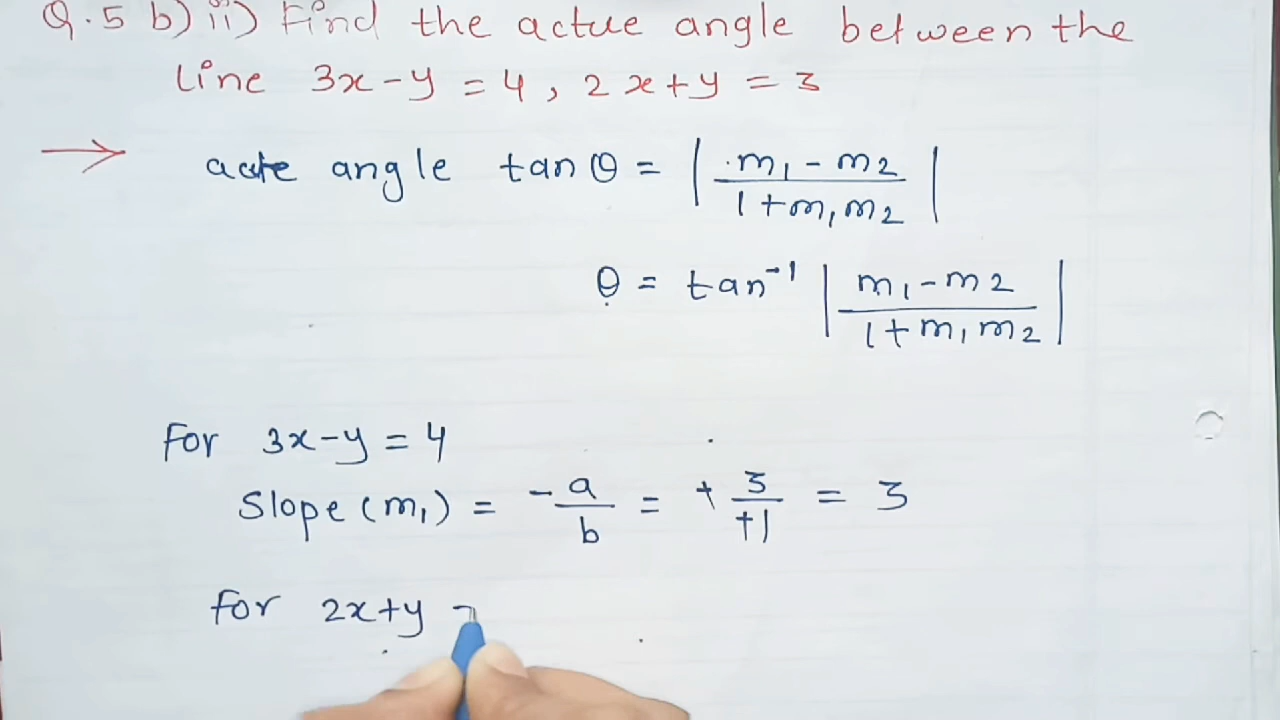 Q.5 b) ii) Find the actue angle between the
line 3x-y = 4, 2x+y = 3
→ acute angle tan θ = | m₁ - m₂ / 1 + m₁m₂ |
θ = tan⁻¹ | m₁ - m₂ / 1 + m₁m₂ |
For 3x-y = 4
Slope (m₁) = -a/b = + 3/+1 = 3
for 2x+y =